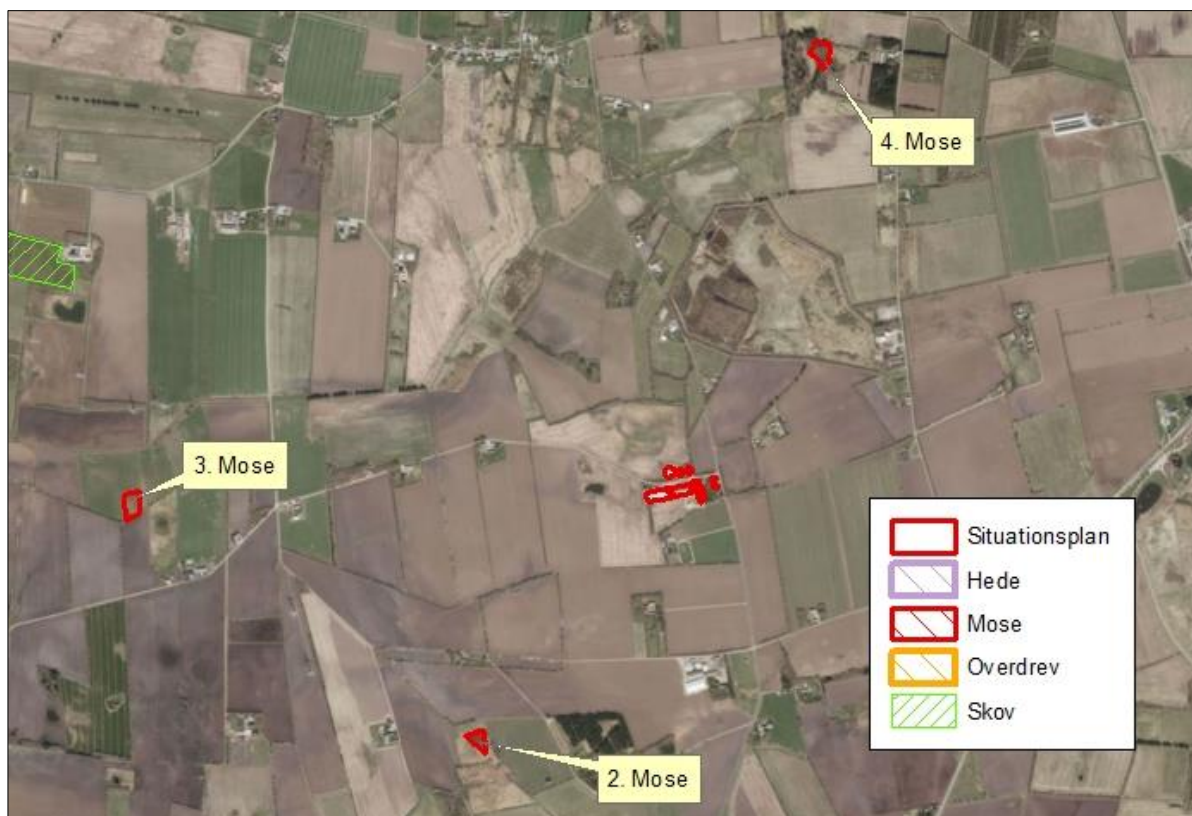 4. Mose
3. Mose
Situationsplan
Hede
Mose
Overdrev
Skov
2. Mose